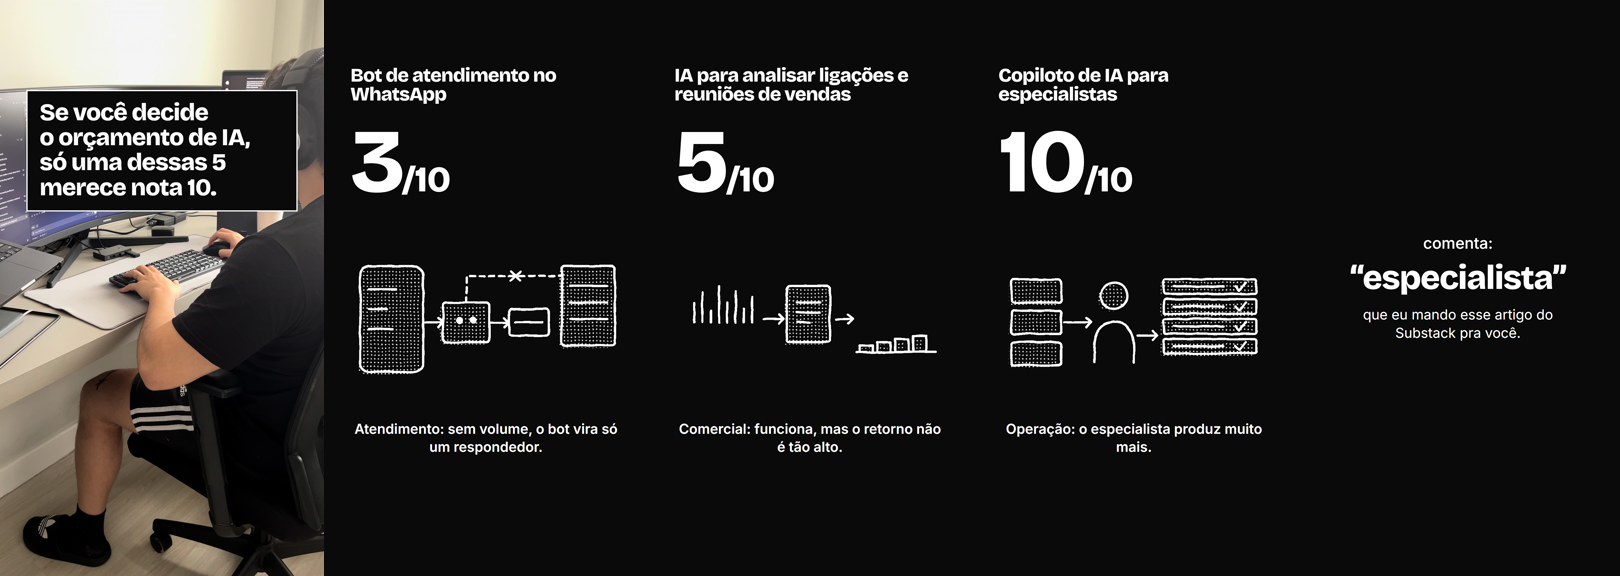 Se você decide
o orçamento de IA,
só uma dessas 5
merece nota 10.
Bot de atendimento no
WhatsApp
3/10
Atendimento: sem volume, o bot vira só
um respondedor.
IA para analisar ligações e
reuniões de vendas
5/10
Comercial: funciona, mas o retorno não
é tão alto.
Copiloto de IA para
especialistas
10/10
Operação: o especialista produz muito
mais.
comenta:
“especialista”
que eu mando esse artigo do
Substack pra você.